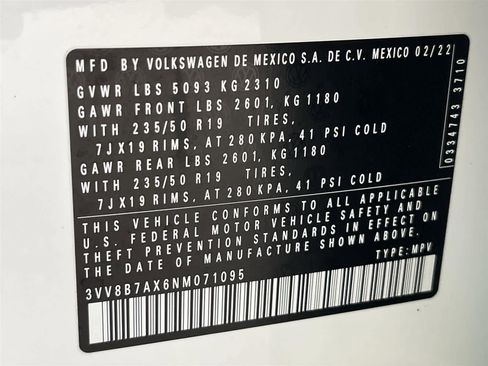 MFD BY VOLKSWAGEN DE MEXICO S.A. DE C.V. MEXICO 02/22
GVWR LBS 5093 KG 2310
GAWR FRONT LBS 2601, KG 1180
WITH 235/50 R19 TIRES,
7JX19 RIMS, AT 280 KPA, 41 PSI COLD
GAWR REAR LBS 2601, KG 1180
WITH 235/50 R19 TIRES,
7JX19 RIMS, AT 280 KPA, 41 PSI COLD
THIS VEHICLE CONFORMS TO ALL APPLICABLE
U.S. FEDERAL MOTOR VEHICLE SAFETY AND
THEFT PREVENTION STANDARDS IN EFFECT ON
THE DATE OF MANUFACTURE SHOWN ABOVE.
3VV8B7AX6NM071095 TYPE: MPV
0334743 3710